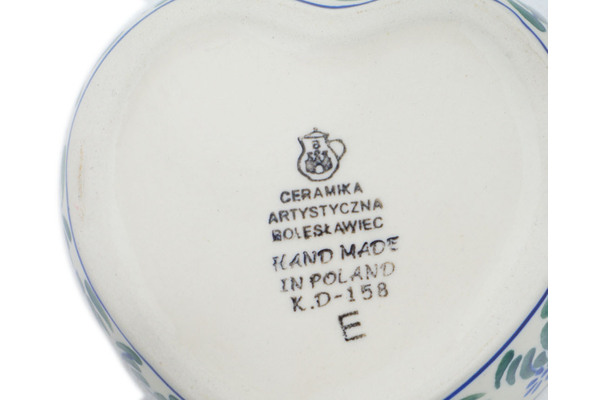 CERAMIKA
ARTYSTYCZNA
BOLESŁAWIEC
HAND MADE
IN POLAND
K.D-158
E